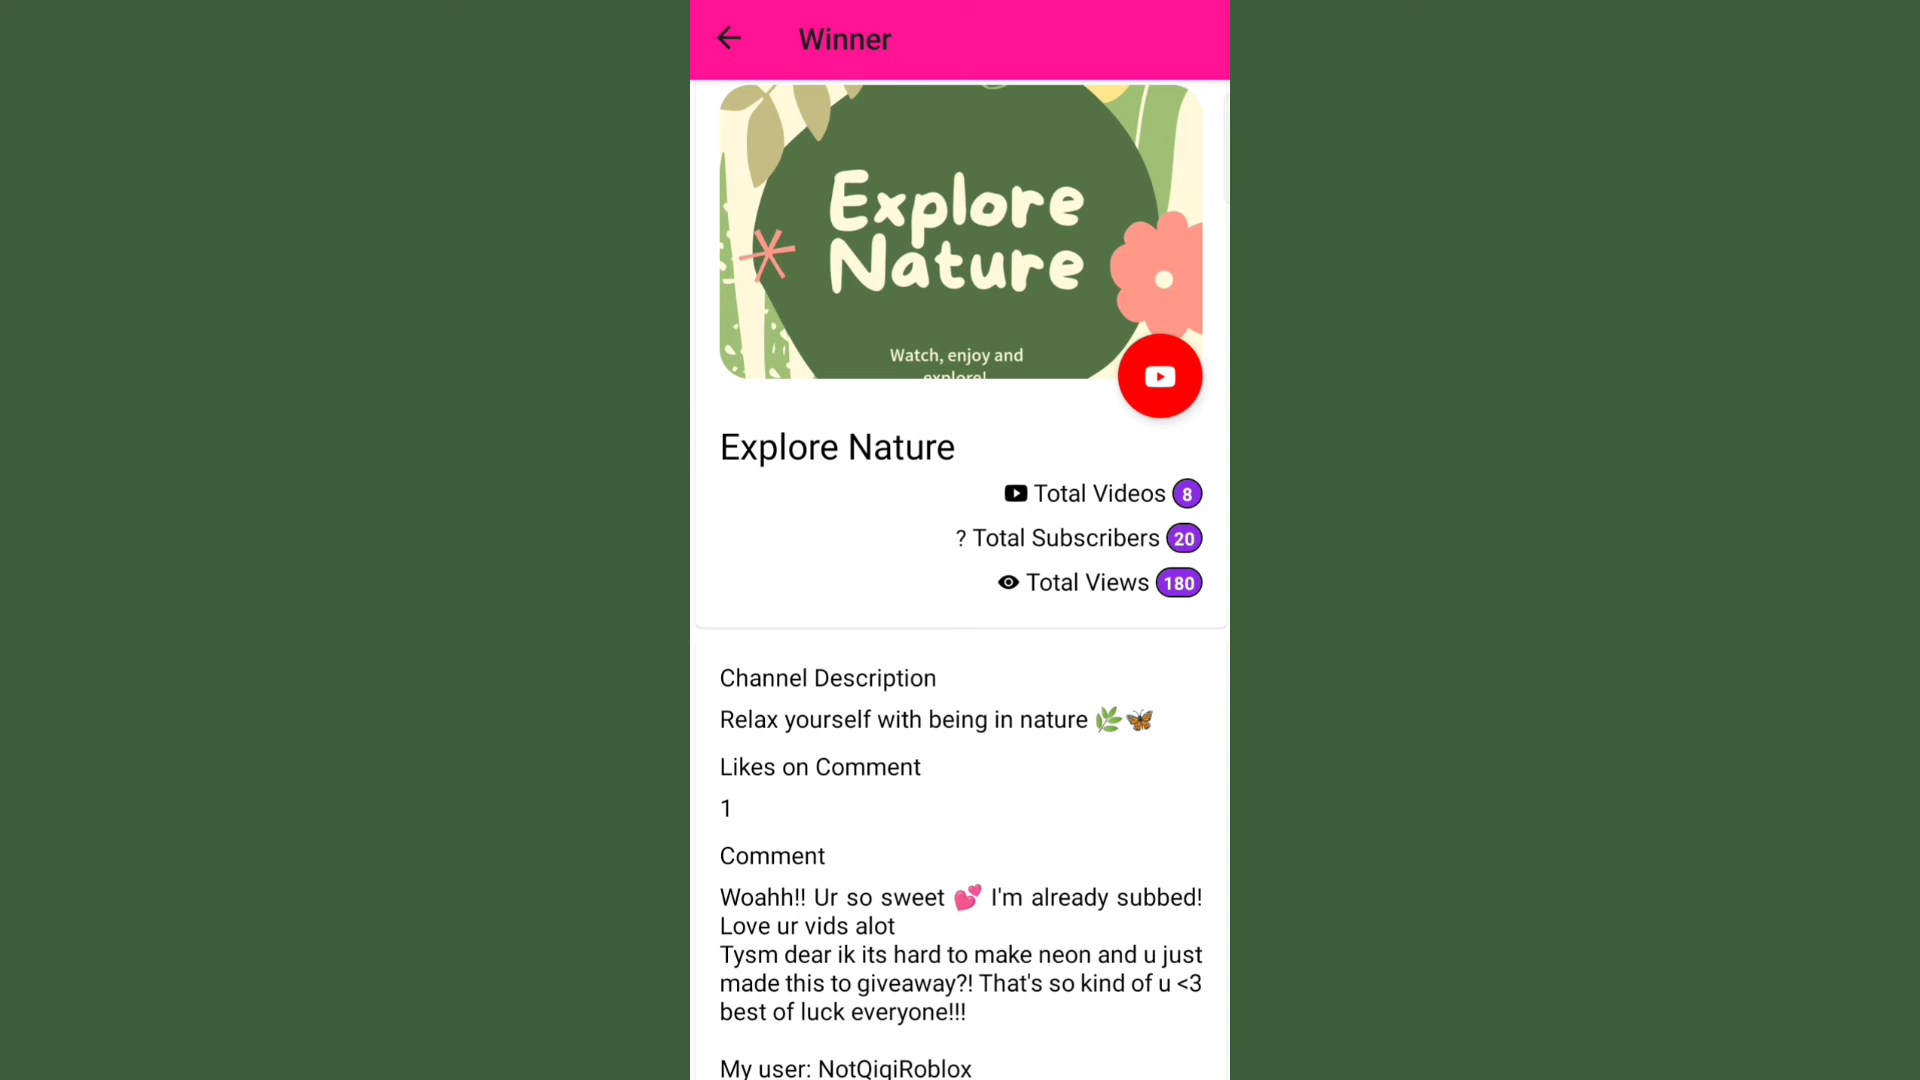 Winner
Explore
Nature
Watch, enjoy and
explore!
Explore Nature
Total Videos 8
? Total Subscribers 20
Total Views 180
Channel Description
Relax yourself with being in nature 🌿🦋
Likes on Comment
1
Comment
Woahh!! Ur so sweet 💕 I'm already subbed!
Love ur vids alot
Tysm dear ik its hard to make neon and u just
made this to giveaway?! That's so kind of u <3
best of luck everyone!!!
My user: NotQiqiRoblox